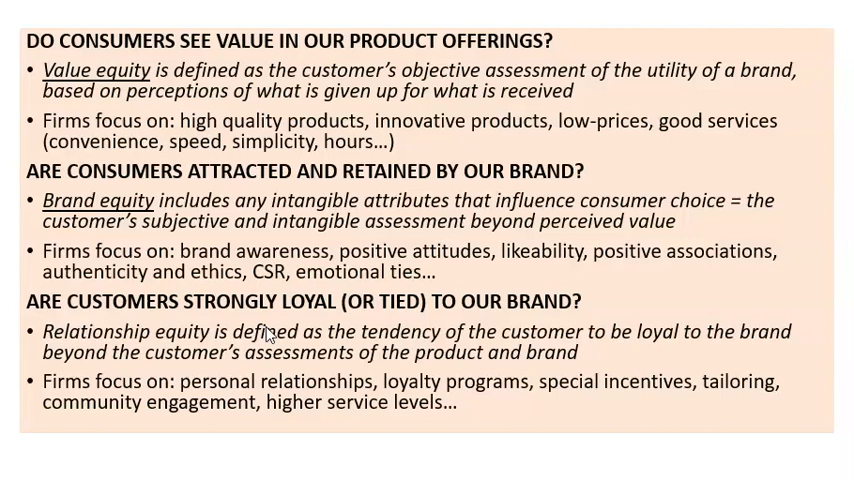 DO CONSUMERS SEE VALUE IN OUR PRODUCT OFFERINGS?
• Value equity is defined as the customer's objective assessment of the utility of a brand,
based on perceptions of what is given up for what is received
• Firms focus on: high quality products, innovative products, low-prices, good services
(convenience, speed, simplicity, hours…)
ARE CONSUMERS ATTRACTED AND RETAINED BY OUR BRAND?
• Brand equity includes any intangible attributes that influence consumer choice = the
customer's subjective and intangible assessment beyond perceived value
• Firms focus on: brand awareness, positive attitudes, likeability, positive associations,
authenticity and ethics, CSR, emotional ties…
ARE CUSTOMERS STRONGLY LOYAL (OR TIED) TO OUR BRAND?
• Relationship equity is defined as the tendency of the customer to be loyal to the brand
beyond the customer's assessments of the product and brand
• Firms focus on: personal relationships, loyalty programs, special incentives, tailoring,
community engagement, higher service levels…